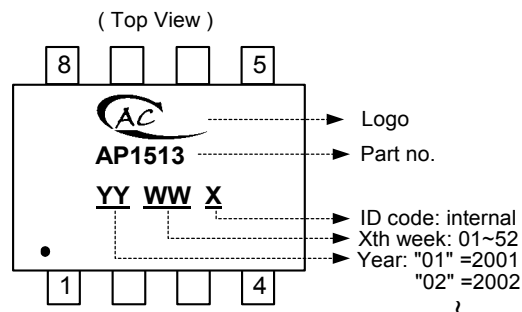 ( Top View )
8 5
AC
Logo
AP1513
Part no.
YY WW X
ID code: internal
Xth week: 01~52
Year: "01" =2001
"02" =2002
~
1 4